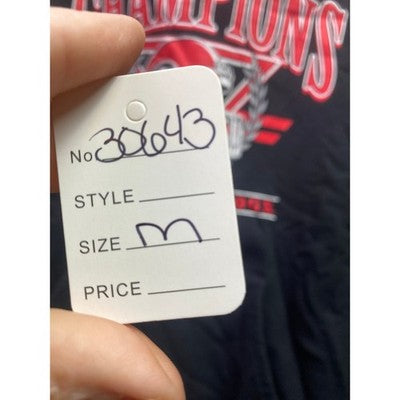 CHAMPIONS
No 30643
STYLE
SIZE M
PRICE